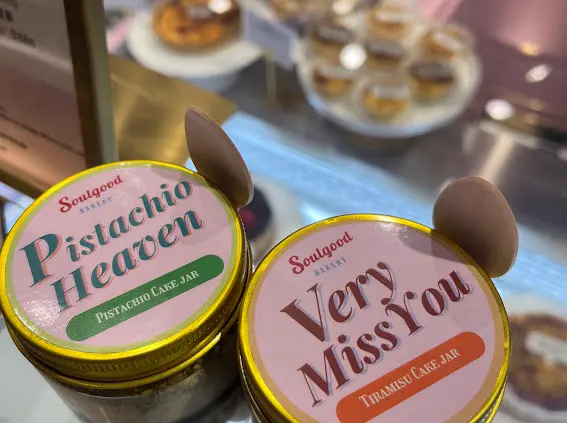 Soulgood
BAKERY
Pistachio
Heaven
PISTACHIO CAKE JAR
Soulgood
BAKERY
Very
Miss You
TIRAMISU CAKE JAR